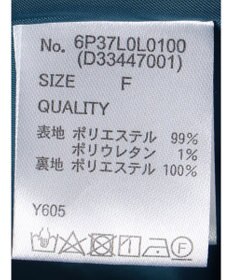 No. 6P37L0L0100
(D33447001)
SIZE F
QUALITY
表地 ポリエステル 99%
ポリウレタン 1%
裏地 ポリエステル 100%
Y605
F